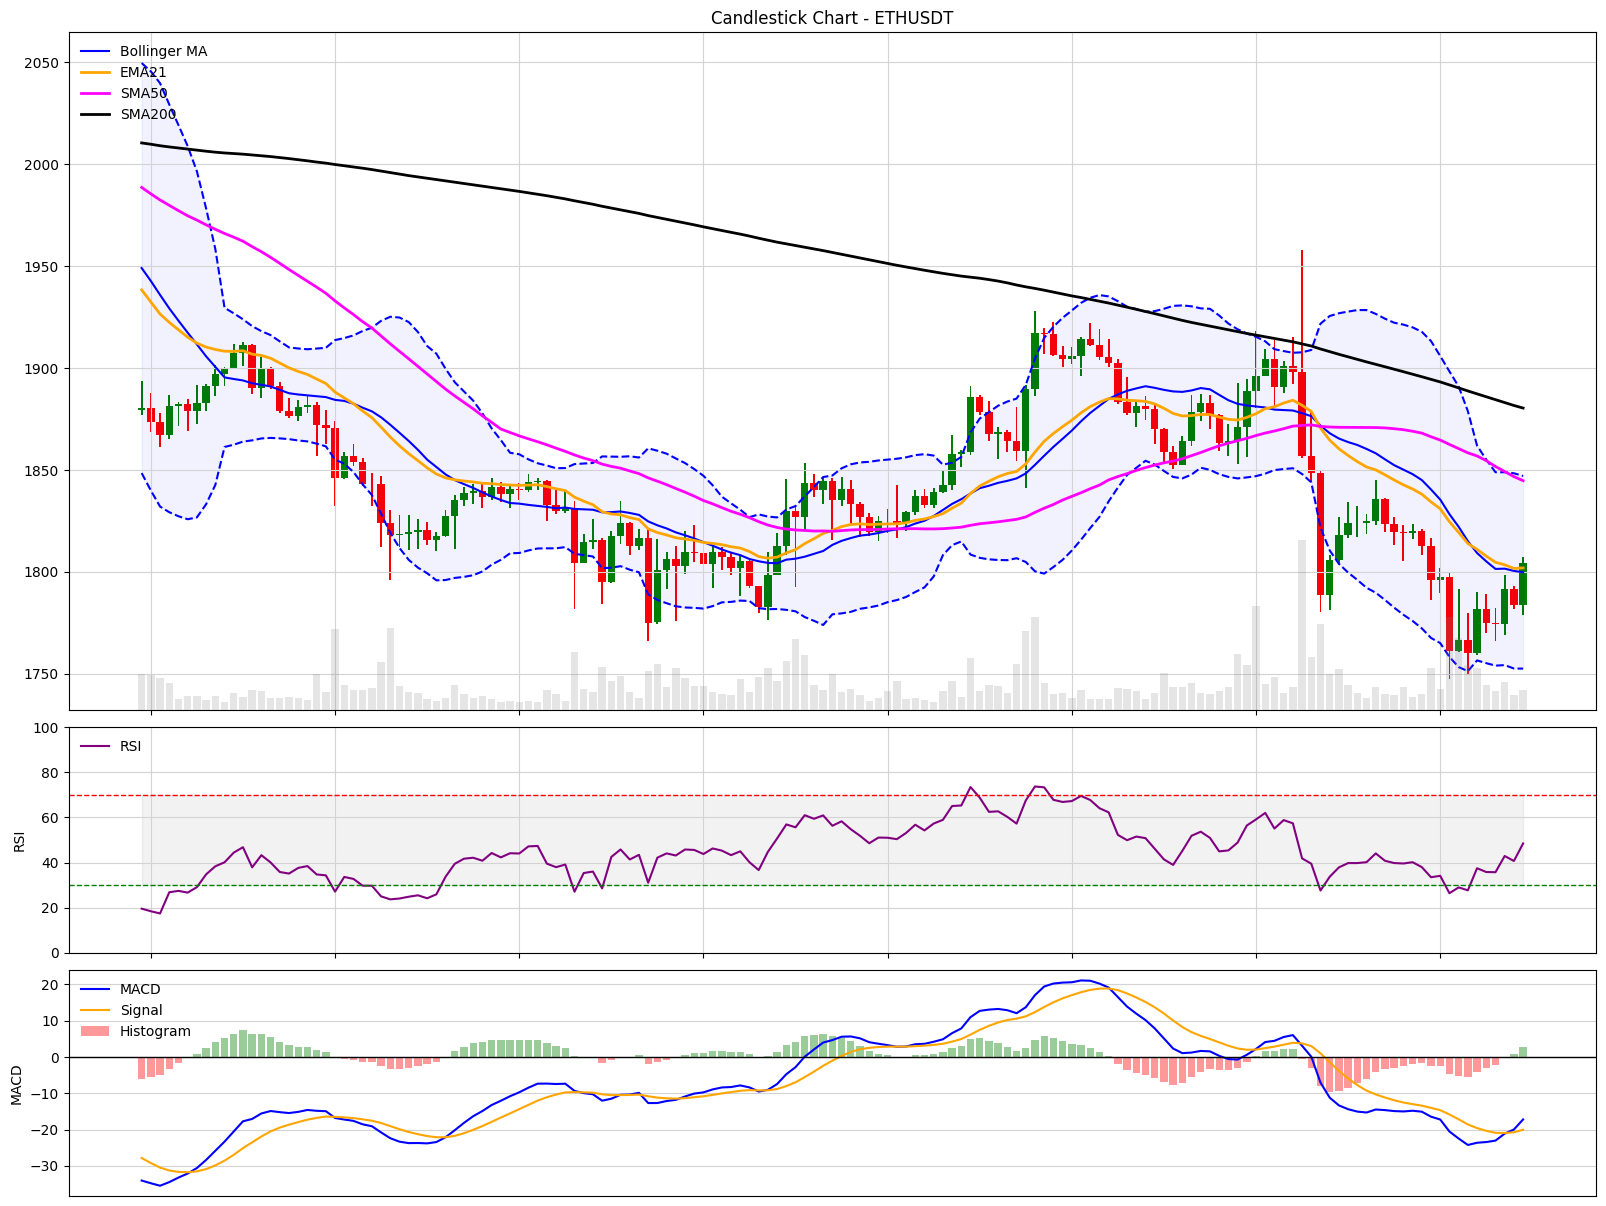 Candlestick Chart - ETHUSDT
Bollinger MA
EMA21
SMA50
SMA200
2050
2000
1950
1900
1850
1800
1750
RSI
RSI
100
80
60
40
20
0
MACD
Signal
Histogram
MACD
20
10
0
−10
−20
−30